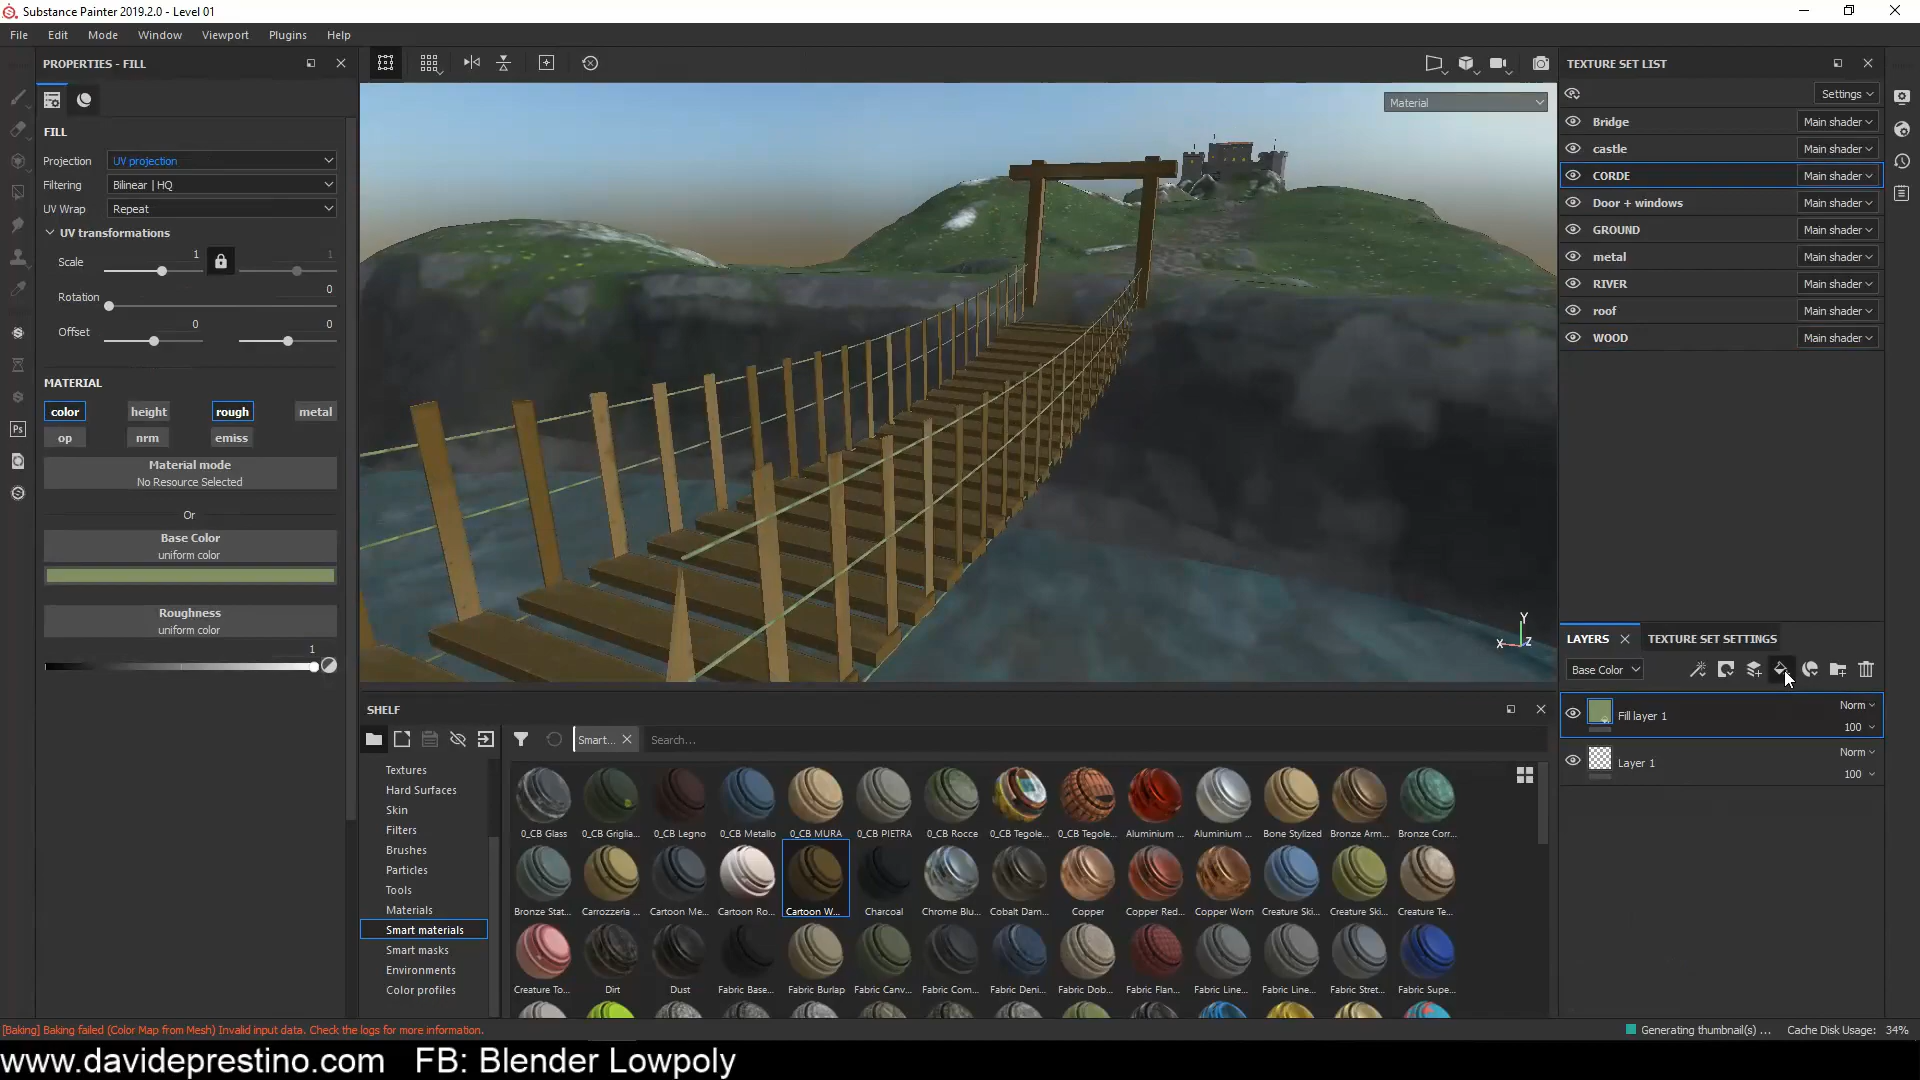 Substance Painter 2019.2.0 - Level 01
File Edit Mode Window Viewport Plugins Help
PROPERTIES - FILL
FILL
Projection UV projection
Filtering Bilinear | HQ
UV Wrap Repeat
UV transformations
Scale 1 1
Rotation 0
Offset 0 0
MATERIAL
color height rough metal
op nrm emiss
Material mode
No Resource Selected
Or
Base Color
uniform color
Roughness
uniform color
1
Ps
Material
Y
X Z
TEXTURE SET LIST
Settings
Bridge Main shader
castle Main shader
CORDE Main shader
Door + windows Main shader
GROUND Main shader
metal Main shader
RIVER Main shader
roof Main shader
WOOD Main shader
LAYERS TEXTURE SET SETTINGS
Base Color
Fill layer 1 Norm 100
Layer 1 Norm 100
SHELF
Smart... Search...
Textures
Hard Surfaces
Skin
Filters
Brushes
Particles
Tools
Materials
Smart materials
Smart masks
Environments
Color profiles
0_CB Glass 0_CB Griglia... 0_CB Legno 0_CB Metallo 0_CB MURA 0_CB PIETRA 0_CB Rocce 0_CB Tegole... 0_CB Tegole... Aluminium ... Aluminium ... Bone Stylized Bronze Arm... Bronze Corr...
Bronze Stat... Carrozzeria ... Cartoon Me... Cartoon Ro... Cartoon W... Charcoal Chrome Blu... Cobalt Dam... Copper Copper Red... Copper Worn Creature Ski... Creature Ski... Creature Te...
Creature To... Dirt Dust Fabric Base... Fabric Burlap Fabric Canv... Fabric Com... Fabric Deni... Fabric Dob... Fabric Flan... Fabric Line... Fabric Line... Fabric Stret... Fabric Supe...
[Baking] Baking failed (Color Map from Mesh) Invalid input data. Check the logs for more information.
Generating thumbnail(s) ... Cache Disk Usage: 34%
www.davideprestino.com FB: Blender Lowpoly